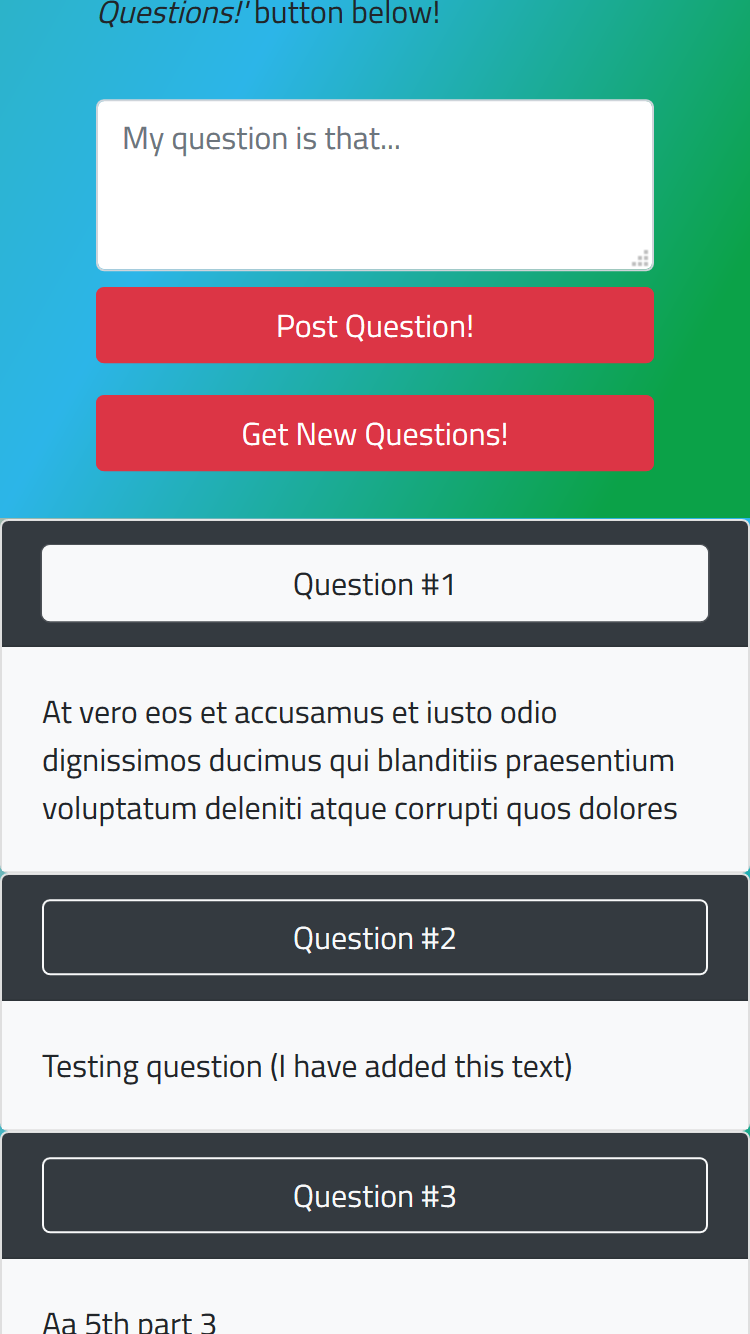 Questions!' button below!
My question is that...
Post Question!
Get New Questions!
Question #1
At vero eos et accusamus et iusto odio
dignissimos ducimus qui blanditiis praesentium
voluptatum deleniti atque corrupti quos dolores
Question #2
Testing question (I have added this text)
Question #3
Aa 5th part 3